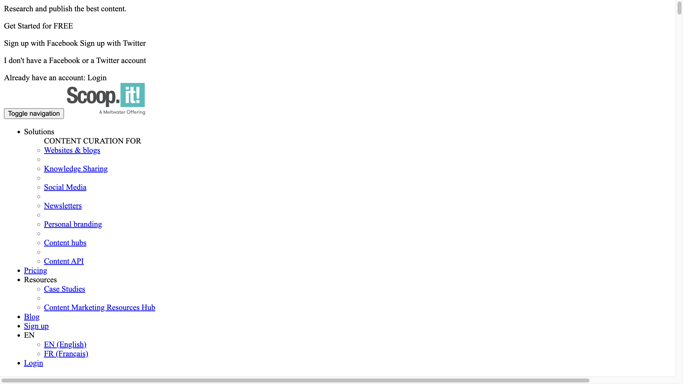 Research and publish the best content.
Get Started for FREE
Sign up with Facebook Sign up with Twitter
I don't have a Facebook or a Twitter account
Already have an account: Login
Toggle navigation
Scoop.it!
A Meltwater Offering
Solutions
CONTENT CURATION FOR
Websites & blogs
Knowledge Sharing
Social Media
Newsletters
Personal branding
Content hubs
Content API
Pricing
Resources
Case Studies
Content Marketing Resources Hub
Blog
Sign up
EN
EN (English)
FR (Français)
Login